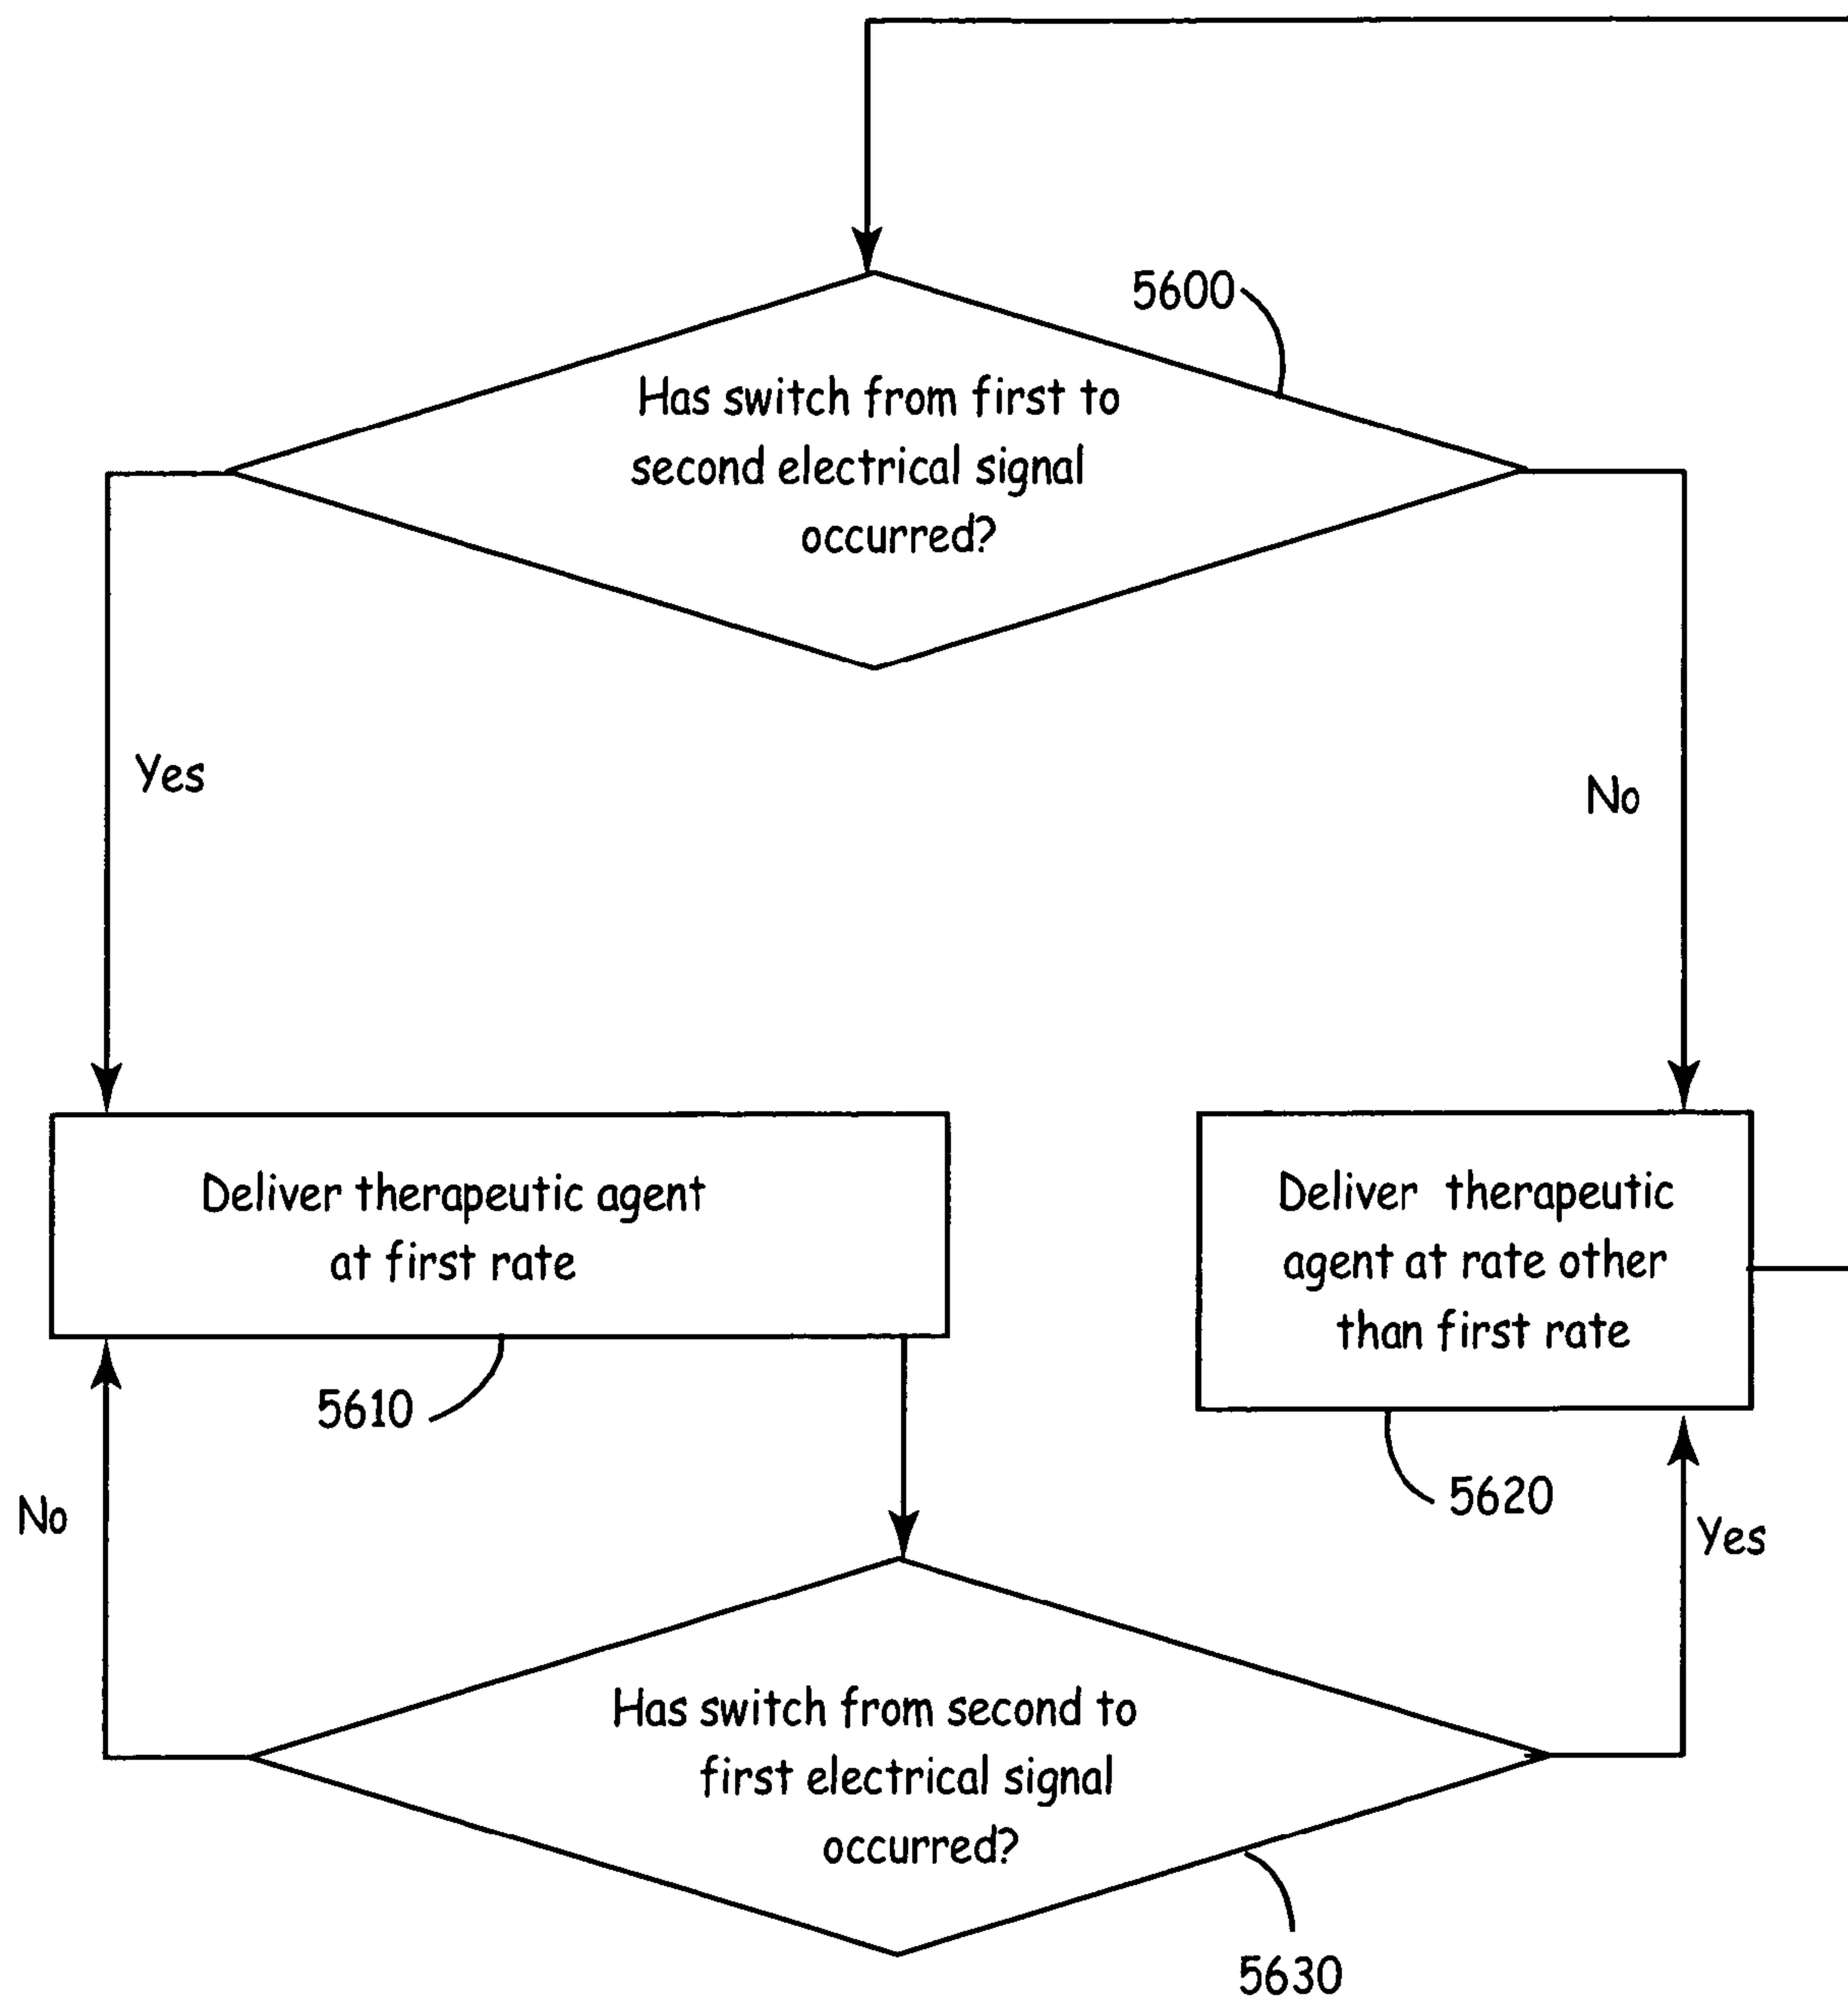 5600
Has switch from first to
second electrical signal
occurred?
Yes
No
Deliver therapeutic agent
at first rate
Deliver therapeutic
agent at rate other
than first rate
5610
5620
No
Yes
Has switch from second to
first electrical signal
occurred?
5630